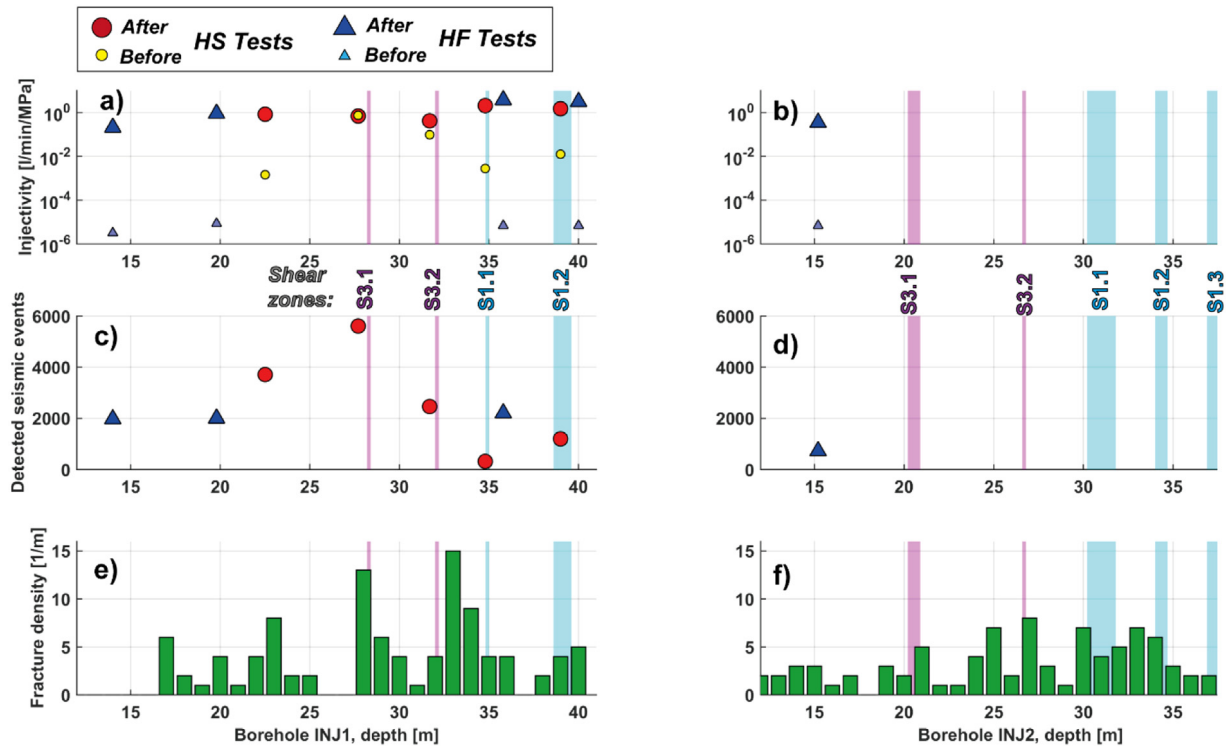 After HS Tests After HF Tests
Before Before
a) b)
Injectivity [l/min/MPa]
10^0
10^-2
10^-4
10^-6
15 20 25 30 35 40
10^0
10^-2
10^-4
10^-6
15 20 25 30 35
Shear
zones:
S3.1 S3.2 S1.1 S1.2
S3.1 S3.2 S1.1 S1.2 S1.3
c) d)
Detected seismic events
6000
4000
2000
0
15 20 25 30 35 40
6000
4000
2000
0
15 20 25 30 35
e) f)
Fracture density [1/m]
15
10
5
0
15 20 25 30 35 40
Borehole INJ1, depth [m]
15
10
5
0
15 20 25 30 35
Borehole INJ2, depth [m]